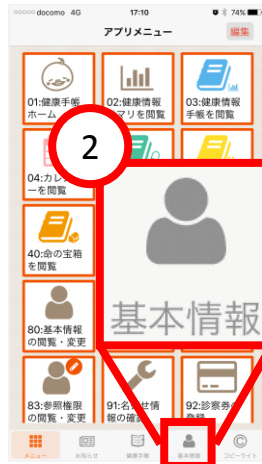 docomo 4G 17:10 74%
アプリメニュー 編集
01:健康手帳
ホーム
02:健康情報
マリを閲覧
03:健康情報
手帳を閲覧
2
04:カレ
ーを閲覧
40:命の宝箱
を閲覧
基本情報
80:基本情報
の閲覧・変更
83:参照権限
の閲覧・変更
91:名 せ情
報の確
92:診察券の
メニュー お知らせ 健康手帳 基本情報 コピーライト